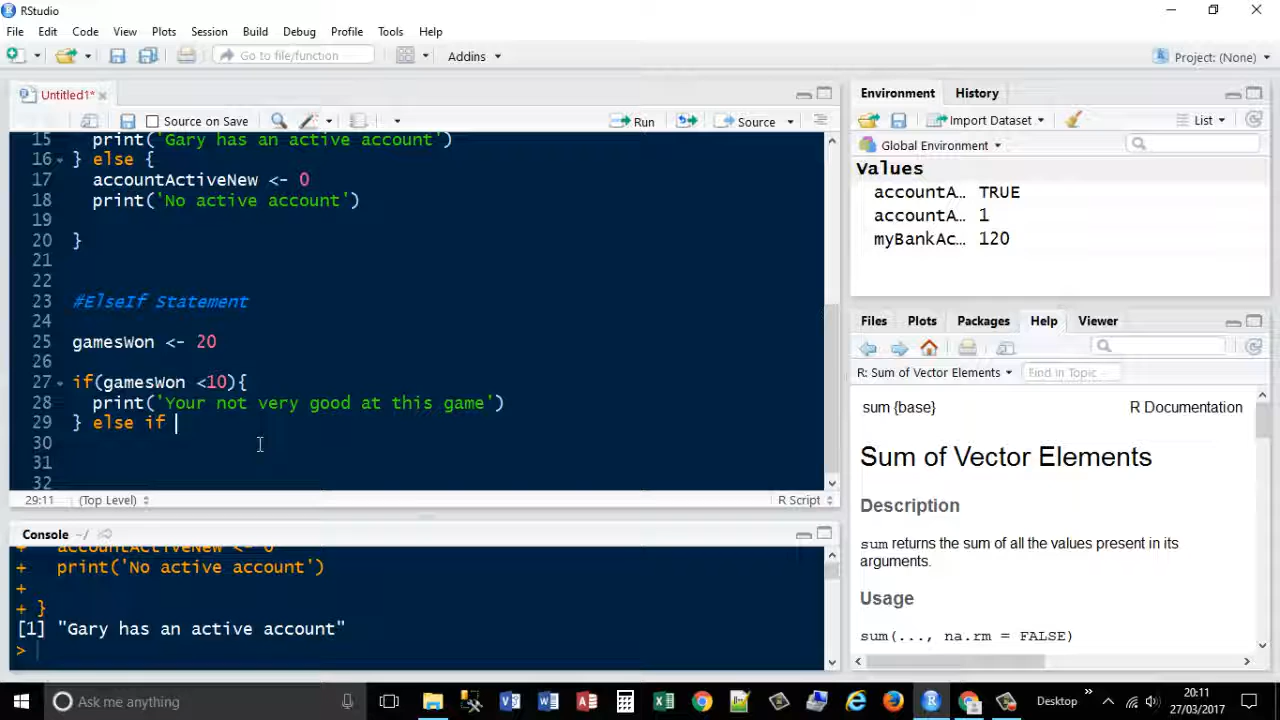 RStudio
File Edit Code View Plots Session Build Debug Profile Tools Help
Go to file/function Addins Project: (None)
Untitled1*
Source on Save Run Source
15 print('Gary has an active account')
16 } else {
17 accountActiveNew <- 0
18 print('No active account')
19
20 }
21
22
23 #ElseIf Statement
24
25 gamesWon <- 20
26
27 if(gamesWon <10){
28 print('Your not very good at this game')
29 } else if
30
31
32
29:11 (Top Level) R Script
Console ~/
+ accountActiveNew <- 0
+ print('No active account')
+
+ }
[1] "Gary has an active account"
>
Environment History
Import Dataset List
Global Environment
Values
accountA… TRUE
accountA… 1
myBankAc… 120
Files Plots Packages Help Viewer
R: Sum of Vector Elements Find in Topic
sum {base} R Documentation
Sum of Vector Elements
Description
sum returns the sum of all the values present in its
arguments.
Usage
sum(..., na.rm = FALSE)
Ask me anything Desktop 20:11
27/03/2017